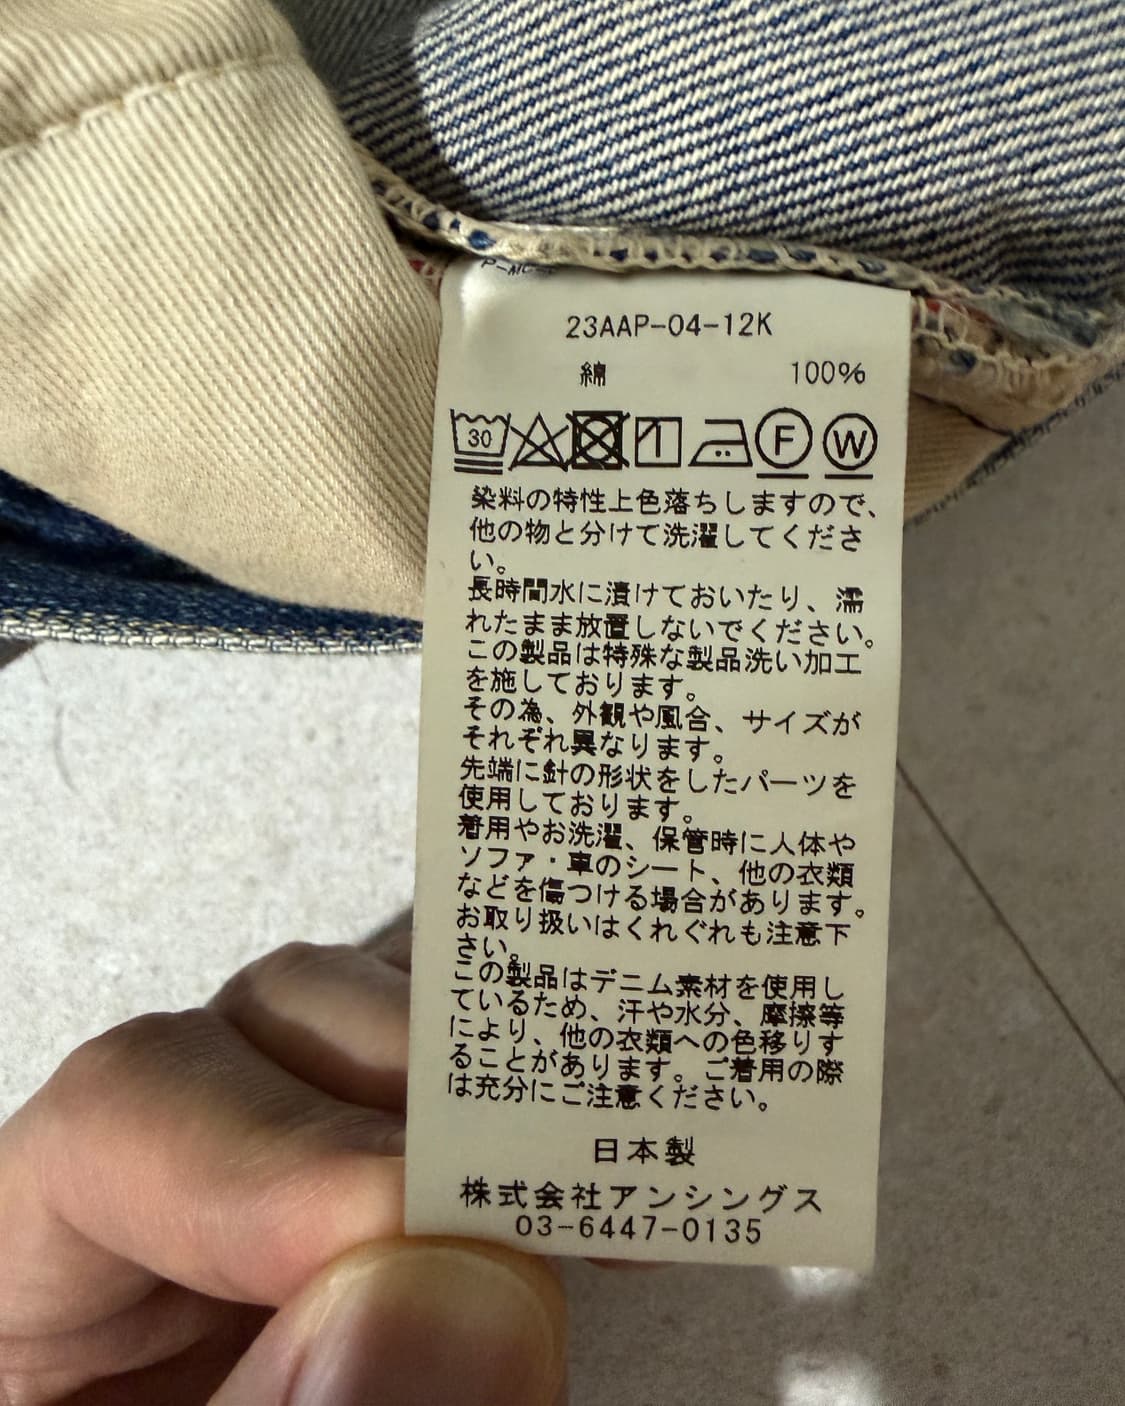 23AAP-04-12K
綿 100%
30
F W
染料の特性上色落ちしますので、
他の物と分けて洗濯してくださ
い。
長時間水に漬けておいたり、濡
れたまま放置しないでください。
この製品は特殊な製品洗い加工
を施しております。
その為、外観や風合、サイズが
それぞれ異なります。
先端に針の形状をしたパーツを
使用しております。
着用やお洗濯、保管時に人体や
ソファ・車のシート、他の衣類
などを傷つける場合があります。
お取り扱いはくれぐれも注意下
さい。
この製品はデニム素材を使用し
ているため、汗や水分、摩擦等
により、他の衣類への色移りす
ることがあります。ご着用の際
は充分にご注意ください。
日本製
株式会社アンシングス
03-6447-0135